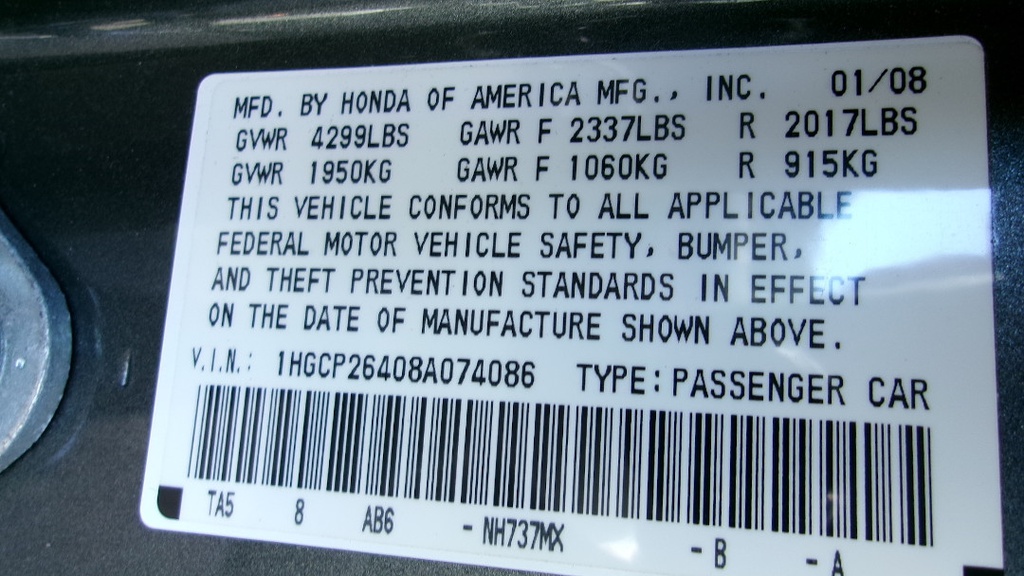 MFD. BY HONDA OF AMERICA MFG., INC. 01/08
GVWR 4299LBS GAWR F 2337LBS R 2017LBS
GVWR 1950KG GAWR F 1060KG R 915KG
THIS VEHICLE CONFORMS TO ALL APPLICABLE
FEDERAL MOTOR VEHICLE SAFETY, BUMPER,
AND THEFT PREVENTION STANDARDS IN EFFECT
ON THE DATE OF MANUFACTURE SHOWN ABOVE.
V.I.N.: 1HGCP26408A074086 TYPE: PASSENGER CAR
TA5 8 AB6 - NH737MX - B - A